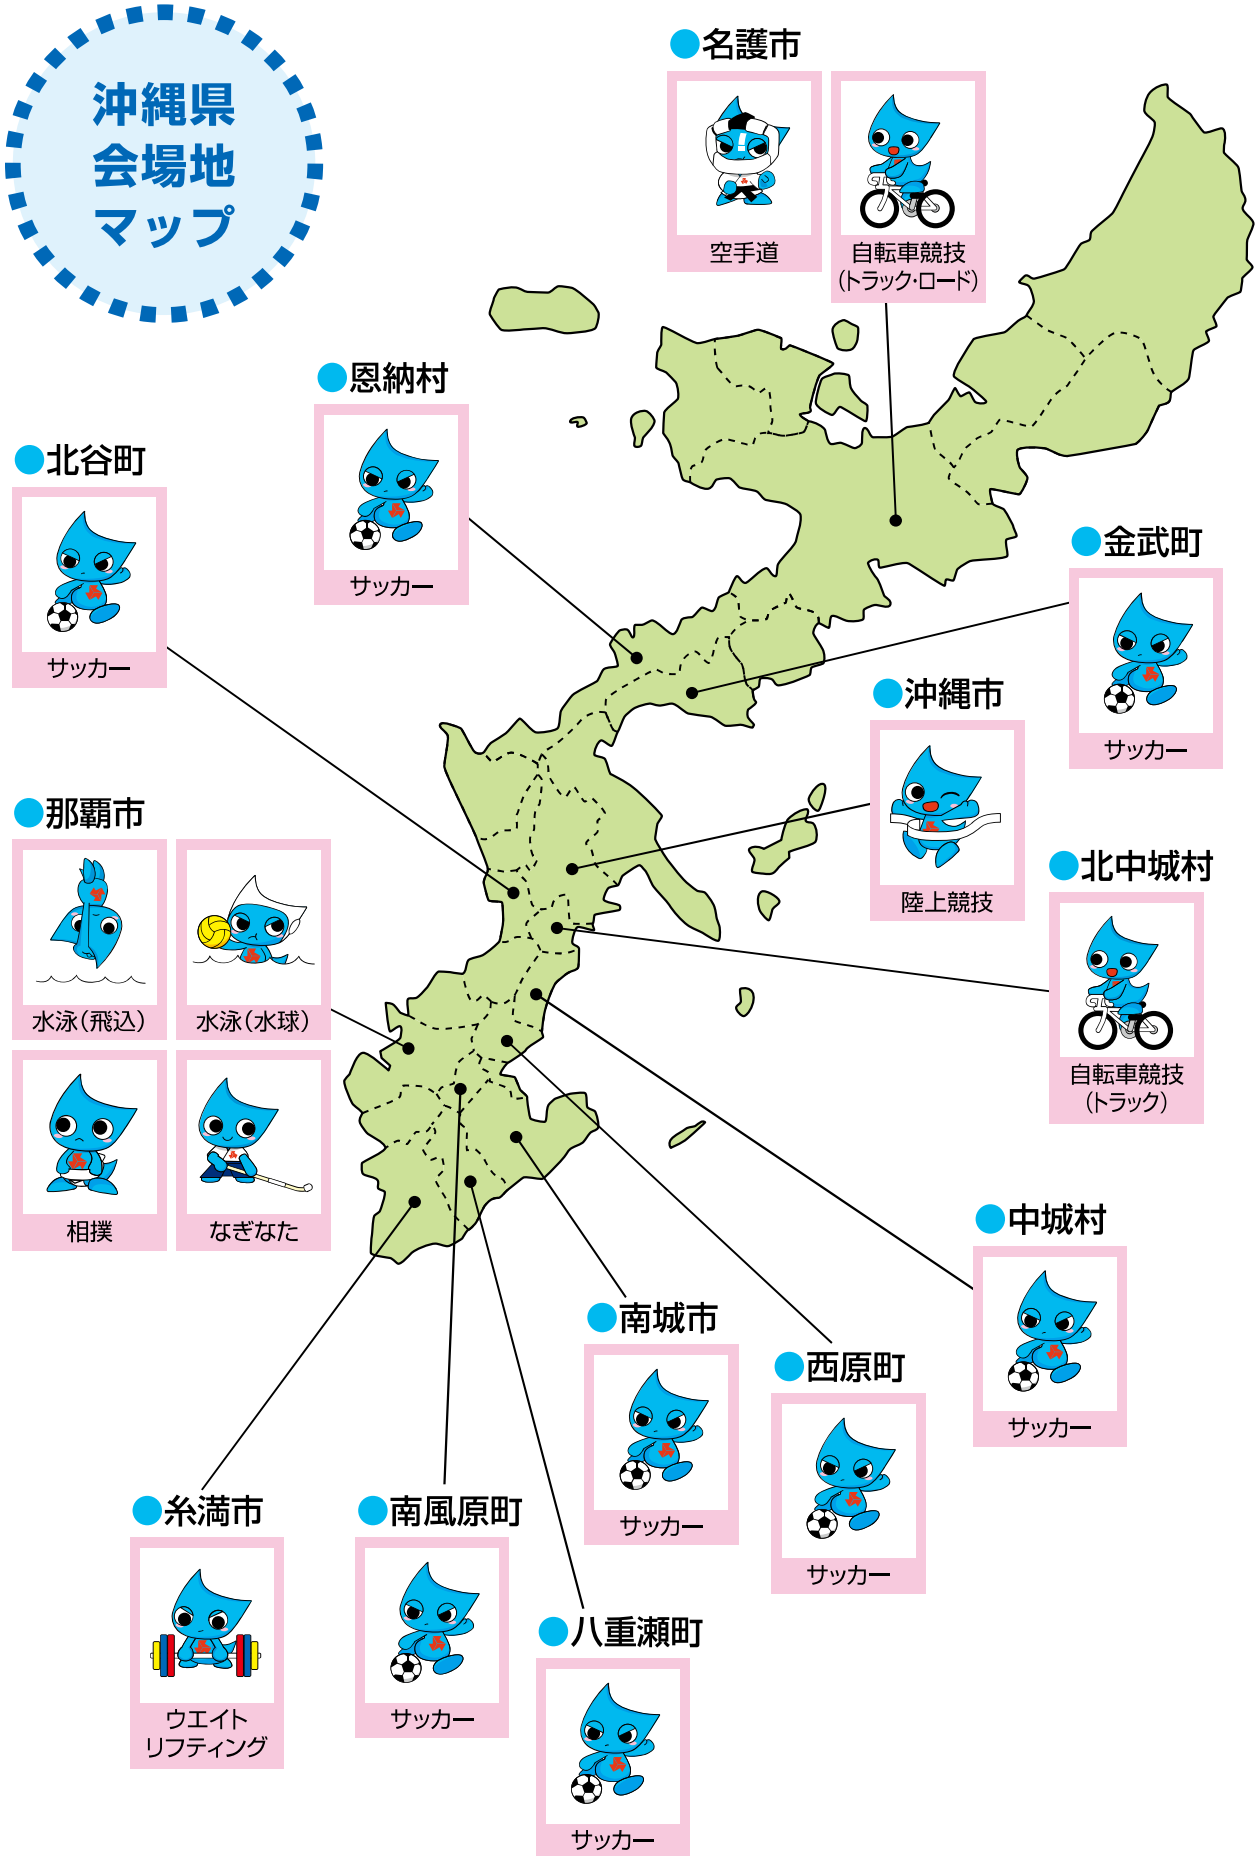 沖縄県
会場地
マップ
●名護市
空手道
自転車競技
（トラック・ロード）
●恩納村
サッカー
●北谷町
サッカー
●金武町
サッカー
●沖縄市
陸上競技
●那覇市
水泳（飛込）
水泳（水球）
相撲
なぎなた
●北中城村
自転車競技
（トラック）
●中城村
サッカー
●南城市
サッカー
●西原町
サッカー
●糸満市
ウエイト
リフティング
●南風原町
サッカー
●八重瀬町
サッカー